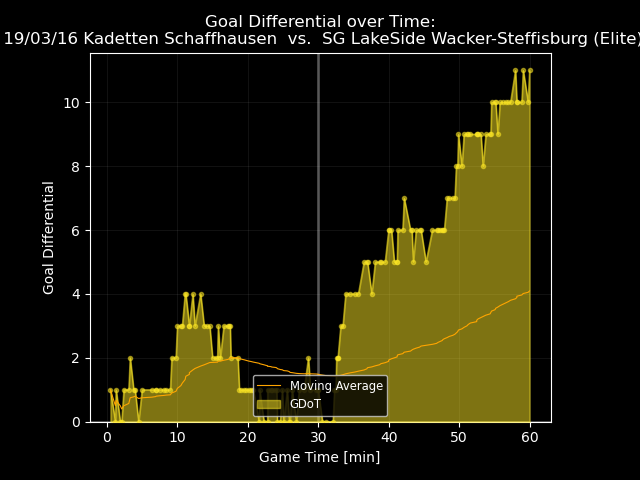 Goal Differential over Time:
19/03/16 Kadetten Schaffhausen vs. SG LakeSide Wacker-Steffisburg (Elite)
Goal Differential
10
8
6
4
2
0
Moving Average
GDoT
0 10 20 30 40 50 60
Game Time [min]